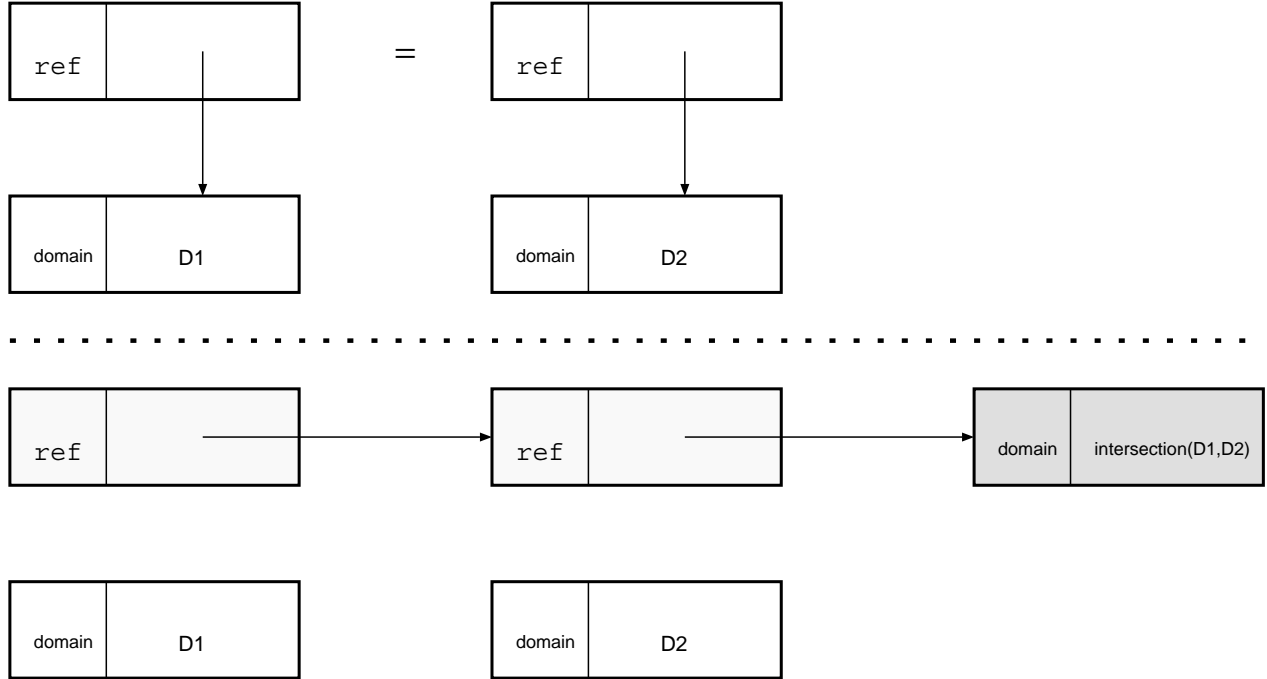 ref
=
ref
domain D1
domain D2
ref
ref
domain intersection(D1,D2)
domain D1
domain D2